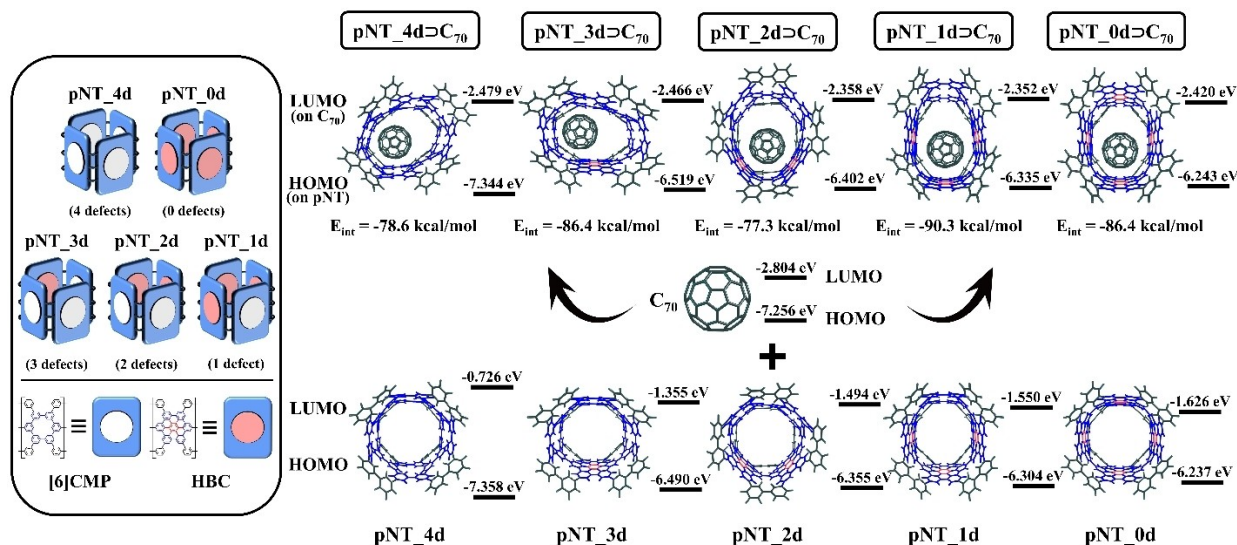 pNT_4d pNT_0d
(4 defects) (0 defects)
pNT_3d pNT_2d pNT_1d
(3 defects) (2 defects) (1 defect)
≡ ≡
[6]CMP HBC
pNT_4d⊃C70 pNT_3d⊃C70 pNT_2d⊃C70 pNT_1d⊃C70 pNT_0d⊃C70
LUMO
(on C70)
-2.479 eV -2.466 eV -2.358 eV -2.352 eV -2.420 eV
HOMO
(on pNT)
-7.344 eV -6.519 eV -6.402 eV -6.335 eV -6.243 eV
Eint = -78.6 kcal/mol Eint = -86.4 kcal/mol Eint = -77.3 kcal/mol Eint = -90.3 kcal/mol Eint = -86.4 kcal/mol
C70
-2.804 eV LUMO
-7.256 eV HOMO
+
LUMO -0.726 eV -1.355 eV -1.494 eV -1.550 eV -1.626 eV
HOMO -7.358 eV -6.490 eV -6.355 eV -6.304 eV -6.237 eV
pNT_4d pNT_3d pNT_2d pNT_1d pNT_0d